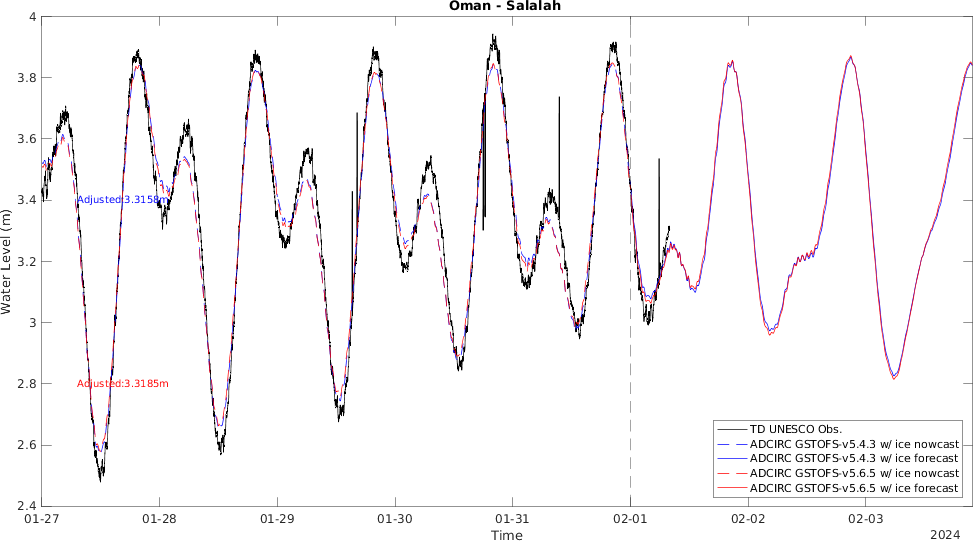 Oman - Salalah
Water Level (m)
4
3.8
3.6
3.4
3.2
3
2.8
2.6
2.4
Adjusted:3.3158m
Adjusted:3.3185m
TD UNESCO Obs.
ADCIRC GSTOFS-v5.4.3 w/ ice nowcast
ADCIRC GSTOFS-v5.4.3 w/ ice forecast
ADCIRC GSTOFS-v5.6.5 w/ ice nowcast
ADCIRC GSTOFS-v5.6.5 w/ ice forecast
01-27 01-28 01-29 01-30 01-31 02-01 02-02 02-03
Time
2024